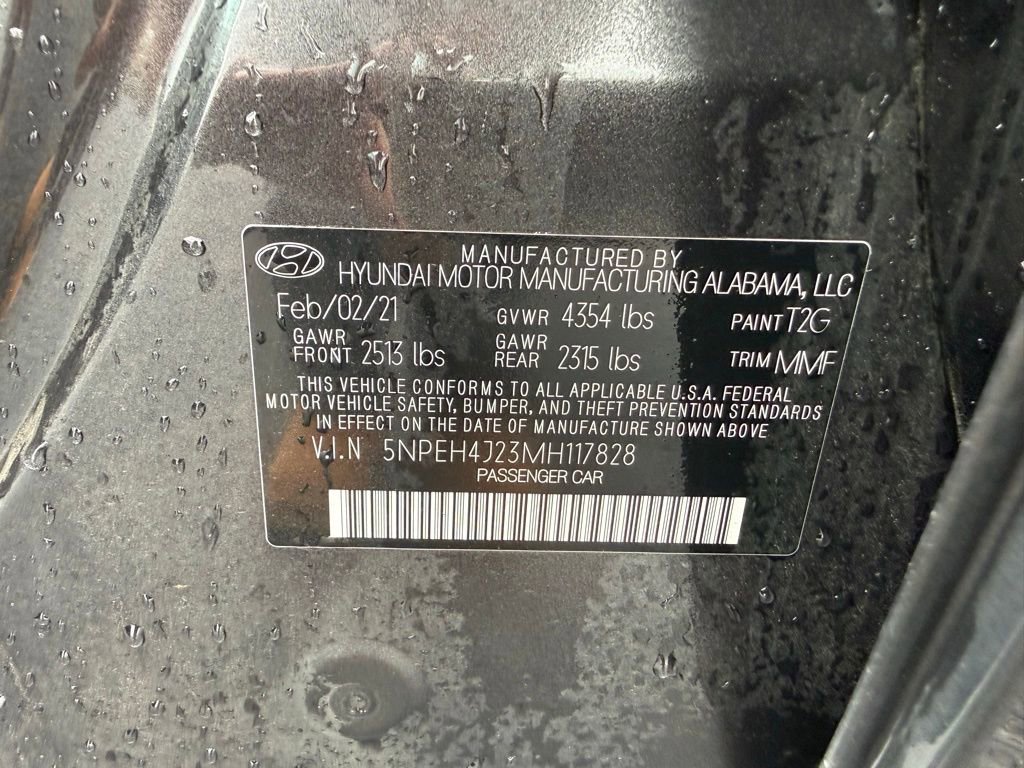 MANUFACTURED BY
HYUNDAI MOTOR MANUFACTURING ALABAMA, LLC
Feb/02/21 GVWR 4354 lbs PAINT T2G
GAWR FRONT 2513 lbs GAWR REAR 2315 lbs TRIM MMF
THIS VEHICLE CONFORMS TO ALL APPLICABLE U.S.A. FEDERAL
MOTOR VEHICLE SAFETY, BUMPER, AND THEFT PREVENTION STANDARDS
IN EFFECT ON THE DATE OF MANUFACTURE SHOWN ABOVE
V.I.N 5NPEH4J23MH117828
PASSENGER CAR